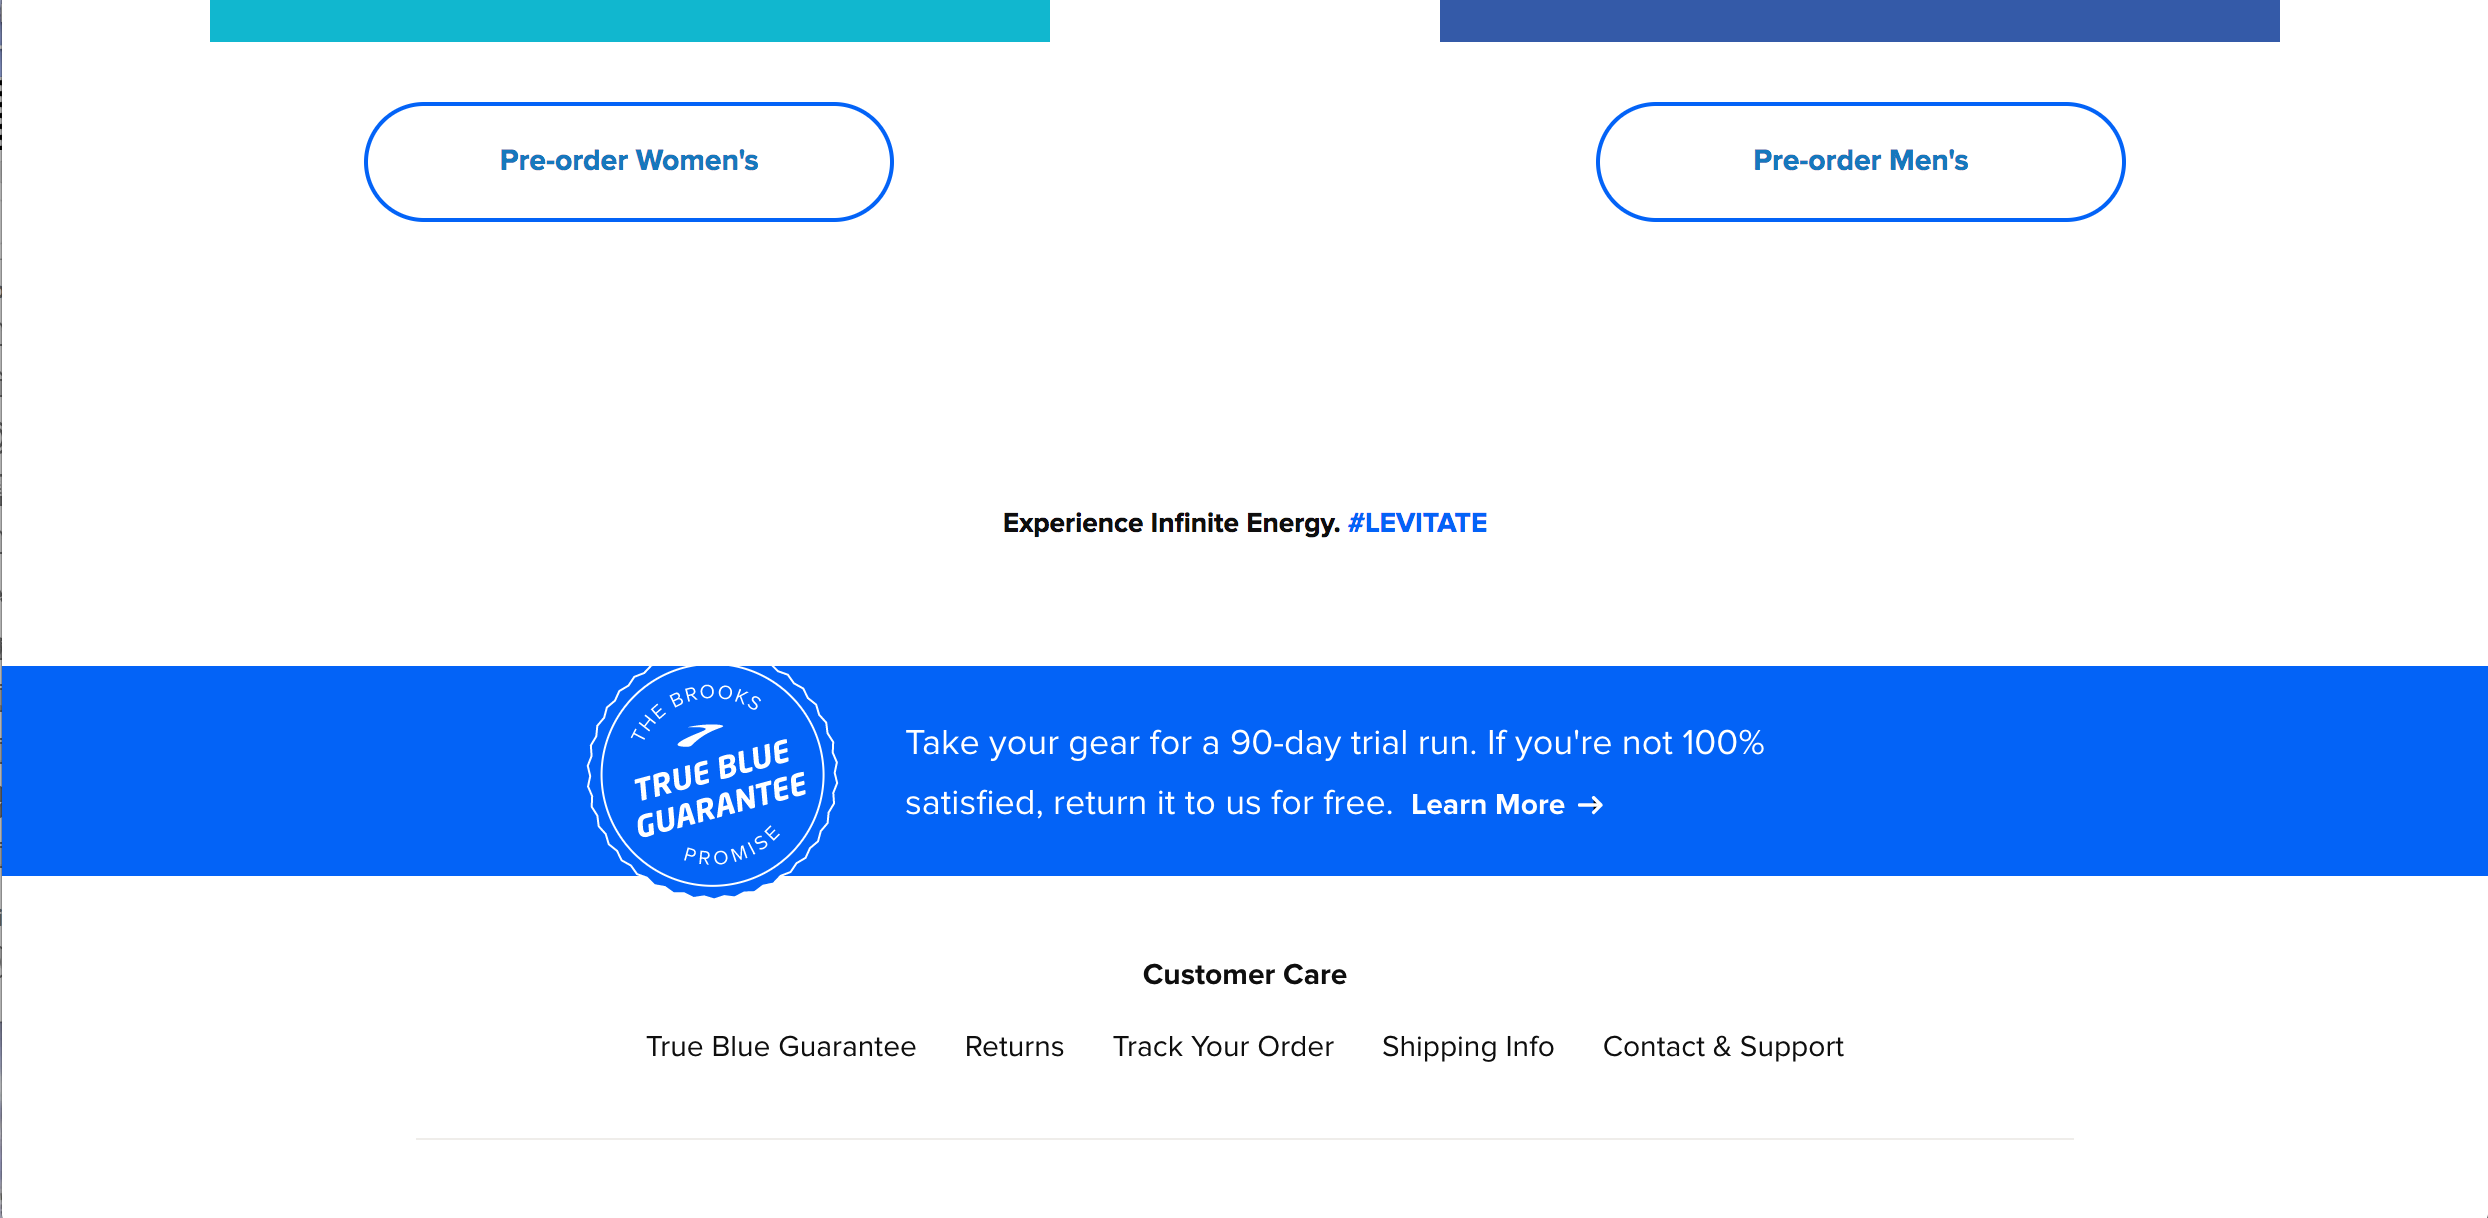 Pre-order Women's
Pre-order Men's
Experience Infinite Energy. #LEVITATE
THE BROOKS
TRUE BLUE
GUARANTEE
PROMISE
Take your gear for a 90-day trial run. If you're not 100%
satisfied, return it to us for free. Learn More →
Customer Care
True Blue Guarantee Returns Track Your Order Shipping Info Contact & Support